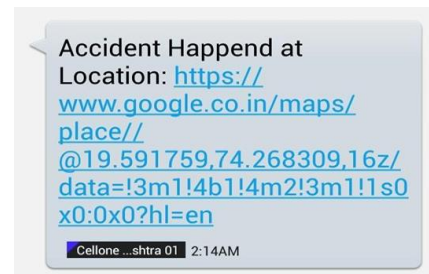 Accident Happend at
Location: https://
www.google.co.in/maps/
place//
@19.591759,74.268309,16z/
data=!3m1!4b1!4m2!3m1!1s0
x0:0x0?hl=en
Cellone ...shtra 01 2:14AM